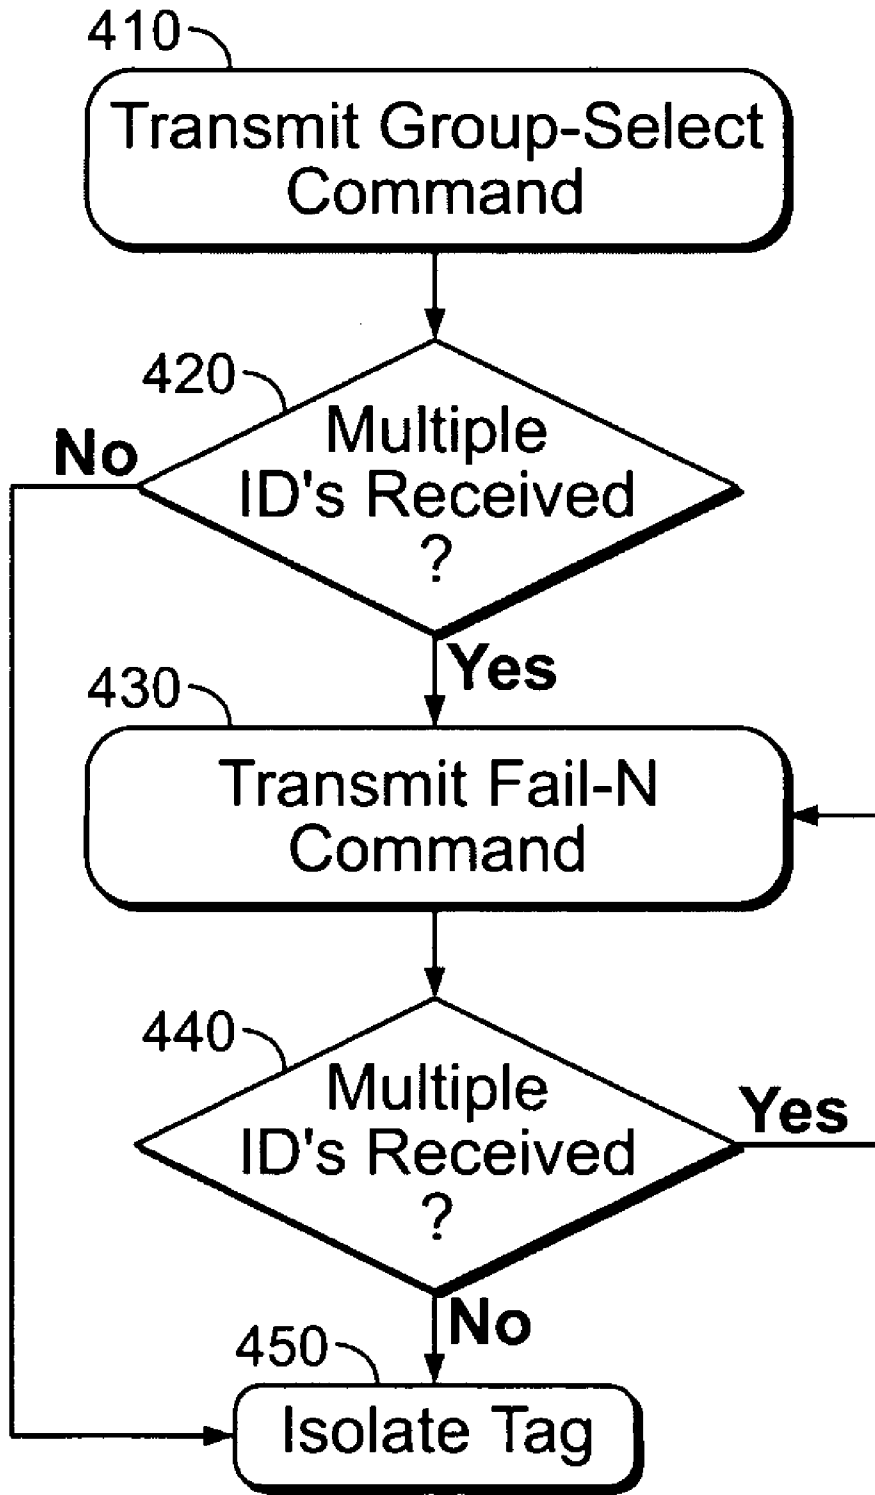 410
Transmit Group-Select
Command
420
Multiple
ID's Received
?
No
Yes
430
Transmit Fail-N
Command
440
Multiple
ID's Received
?
Yes
No
450
Isolate Tag